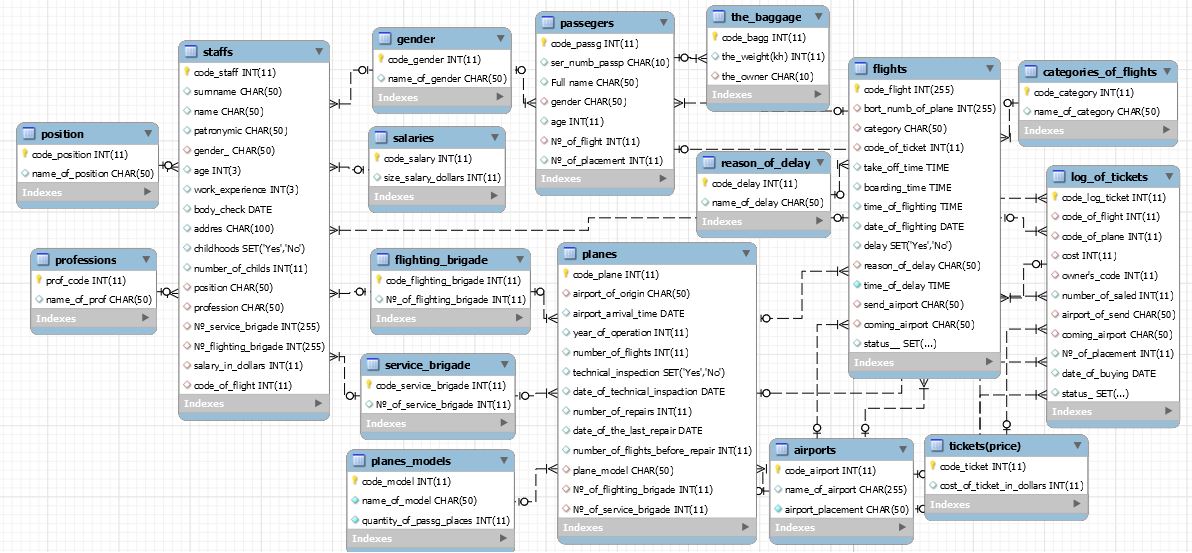 staffs
code_staff INT(11)
surnname CHAR(50)
name CHAR(50)
patronymic CHAR(50)
gender_ CHAR(50)
age INT(3)
work_experience INT(3)
body_check DATE
addres CHAR(100)
childhoods SET('Yes','No')
number_of_childs INT(11)
position CHAR(50)
profession CHAR(50)
Nº_service_brigade INT(255)
Nº_flighting_brigade INT(255)
salary_in_dollars INT(11)
code_of_flight INT(11)
Indexes
position
code_position INT(11)
name_of_position CHAR(50)
Indexes
professions
prof_code INT(11)
name_of_prof CHAR(50)
Indexes
gender
code_gender INT(11)
name_of_gender CHAR(50)
Indexes
salaries
code_salary INT(11)
size_salary_dollars INT(11)
Indexes
flighting_brigade
code_flighting_brigade INT(11)
Nº_of_flighting_brigade INT(11)
Indexes
service_brigade
code_service_brigade INT(11)
Nº_of_service_brigade INT(11)
Indexes
planes_models
code_model INT(11)
name_of_model CHAR(50)
quantity_of_passg_places INT(11)
Indexes
passegers
code_passg INT(11)
ser_numb_passp CHAR(10)
Full name CHAR(50)
gender CHAR(50)
age INT(11)
Nº_of_flight INT(11)
Nº_of_placement INT(11)
Indexes
the_baggage
code_bagg INT(11)
the_weight(kh) INT(11)
the_owner CHAR(10)
Indexes
reason_of_delay
code_delay INT(11)
name_of_delay CHAR(50)
Indexes
planes
code_plane INT(11)
airport_of_origin CHAR(50)
airport_arrival_time DATE
year_of_operation INT(11)
number_of_flights INT(11)
technical_inspection SET('Yes','No')
date_of_technical_inspaction DATE
number_of_repairs INT(11)
date_of_the_last_repair DATE
number_of_flights_before_repair INT(11)
plane_model CHAR(50)
Nº_of_flighting_brigade INT(11)
Nº_of_service_brigade INT(11)
Indexes
flights
code_flight INT(255)
bort_numb_of_plane INT(255)
category CHAR(50)
code_of_ticket INT(11)
take_off_time TIME
boarding_time TIME
time_of_flighting TIME
date_of_flighting DATE
delay SET('Yes','No')
reason_of_delay CHAR(50)
time_of_delay TIME
send_airport CHAR(50)
coming_airport CHAR(50)
status__ SET(...)
Indexes
categories_of_flights
code_category INT(11)
name_of_category CHAR(50)
Indexes
log_of_tickets
code_log_ticket INT(11)
code_of_flight INT(11)
code_of_plane INT(11)
cost INT(11)
owner's_code INT(11)
number_of_saled INT(11)
airport_of_send CHAR(50)
coming_airport CHAR(50)
Nº_of_placement INT(11)
date_of_buying DATE
status_ SET(...)
Indexes
airports
code_airport INT(11)
name_of_airport CHAR(255)
airport_placement CHAR(50)
Indexes
tickets(price)
code_ticket INT(11)
cost_of_ticket_in_dollars INT(11)
Indexes